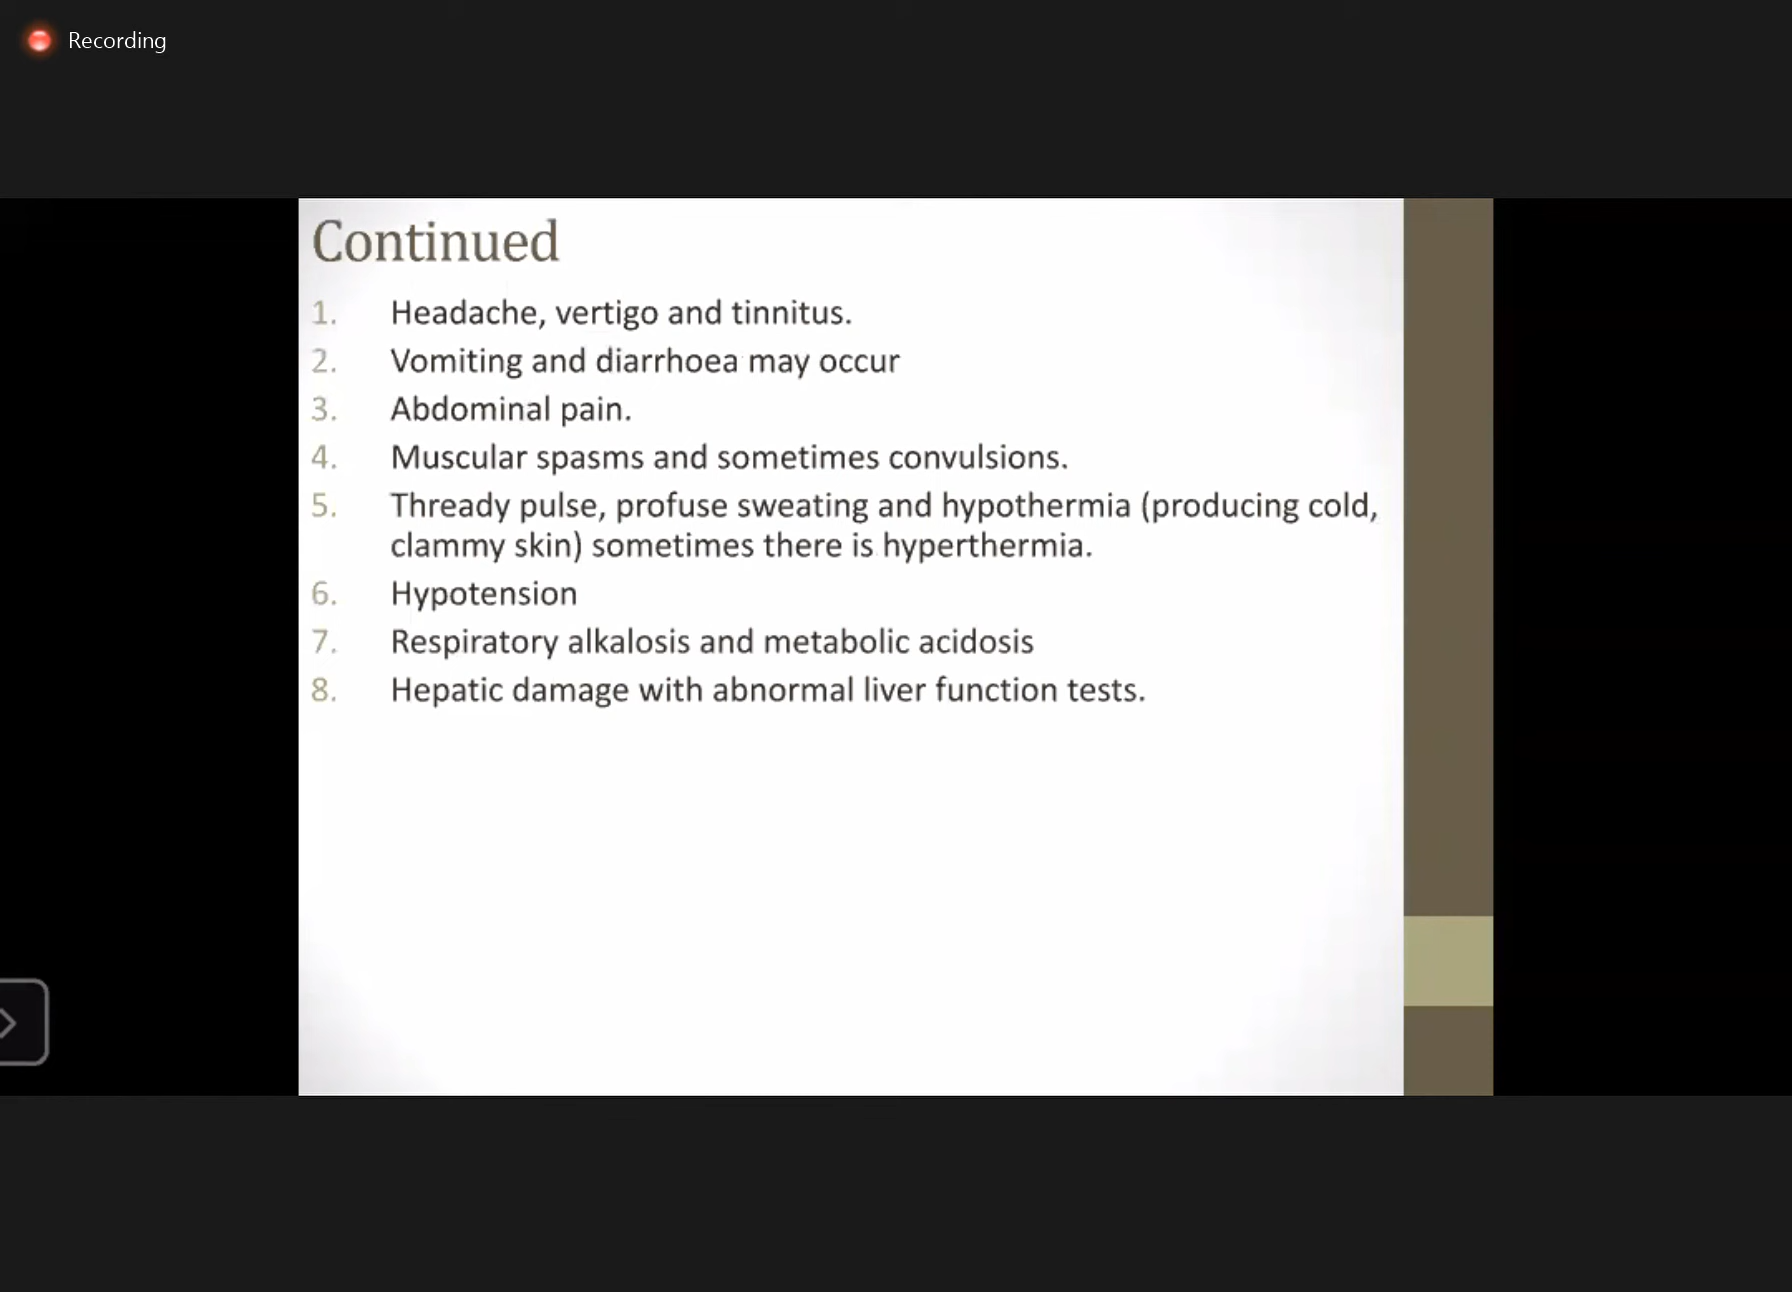 Recording
Continued
1. Headache, vertigo and tinnitus.
2. Vomiting and diarrhoea may occur
3. Abdominal pain.
4. Muscular spasms and sometimes convulsions.
5. Thready pulse, profuse sweating and hypothermia (producing cold,
clammy skin) sometimes there is hyperthermia.
6. Hypotension
7. Respiratory alkalosis and metabolic acidosis
8. Hepatic damage with abnormal liver function tests.